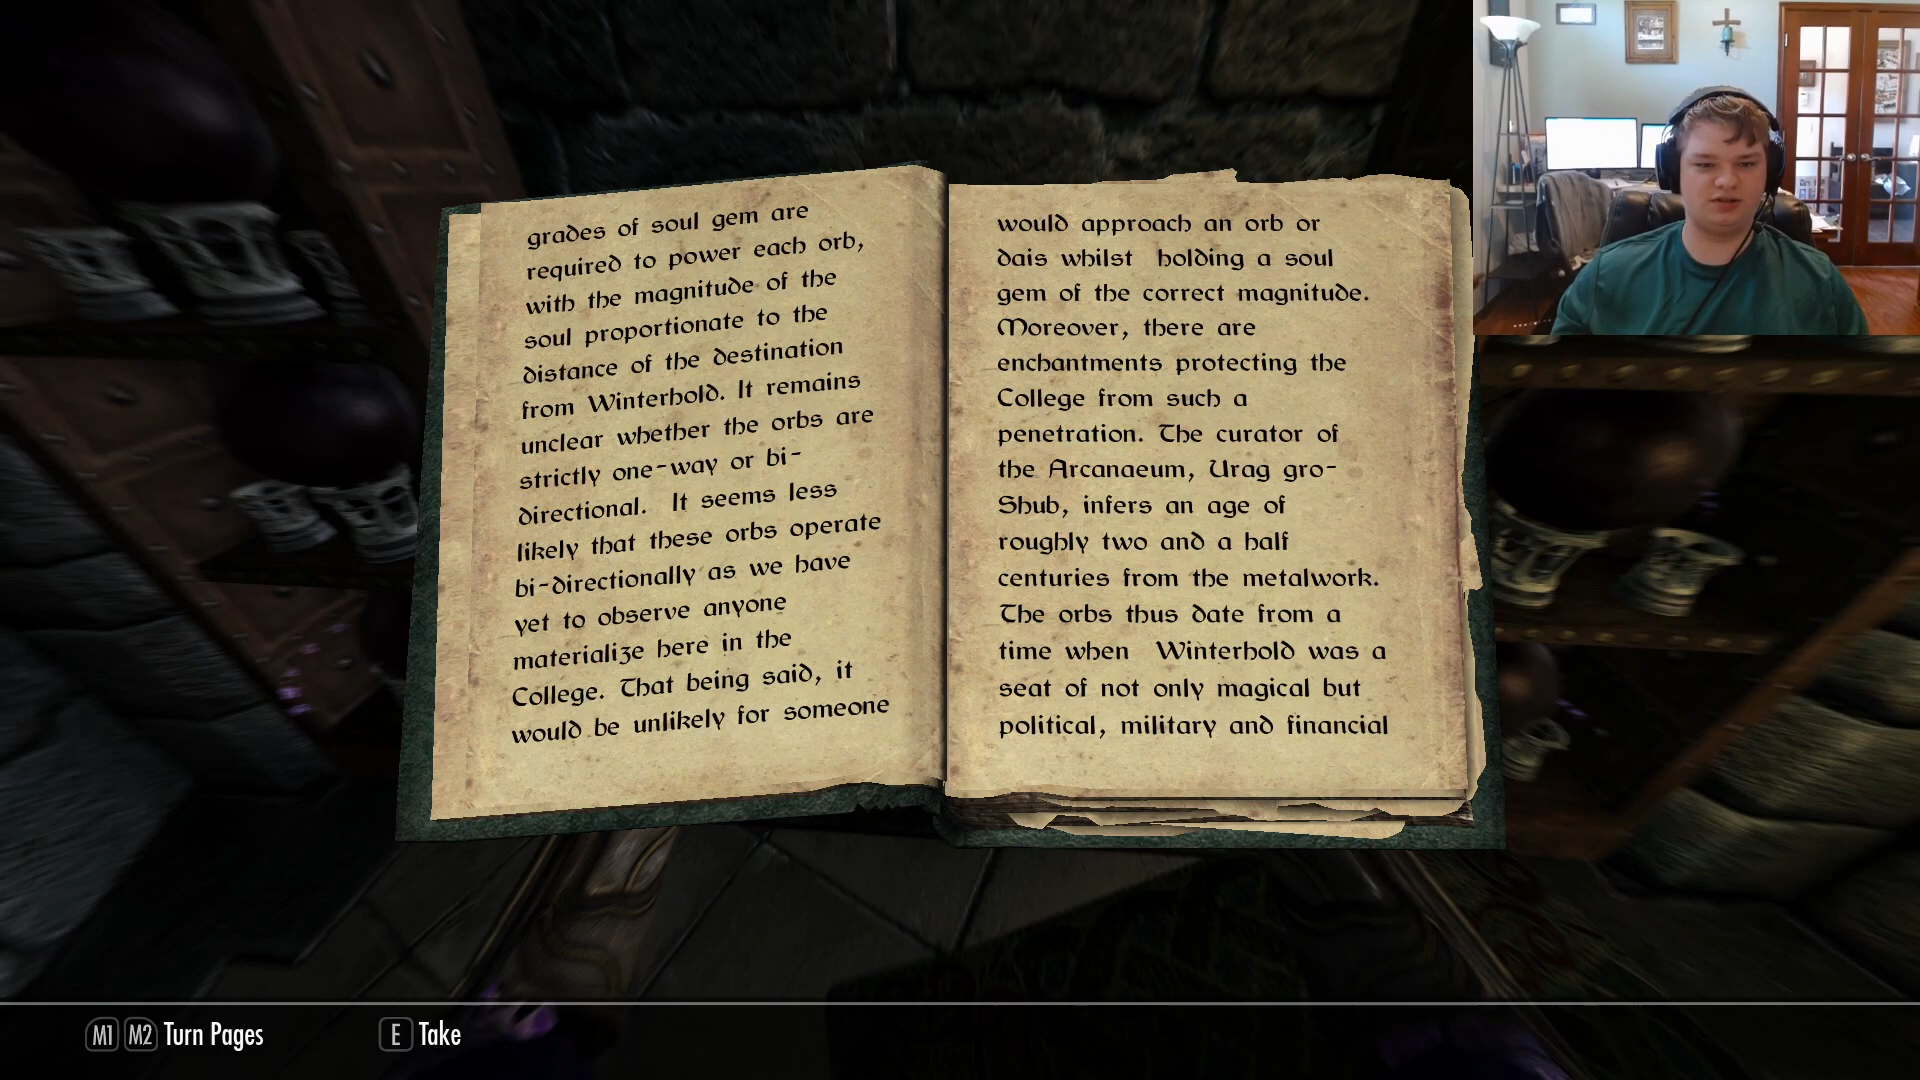 grades of soul gem are
required to power each orb,
with the magnitude of the
soul proportionate to the
distance of the destination
from Winterhold. It remains
unclear whether the orbs are
strictly one-way or bi-
directional. It seems less
likely that these orbs operate
bi-directionally as we have
yet to observe anyone
materialize here in the
College. That being said, it
would be unlikely for someone
would approach an orb or
dais whilst holding a soul
gem of the correct magnitude.
Moreover, there are
enchantments protecting the
College from such a
penetration. The curator of
the Arcanaeum, Urag gro-
Shub, infers an age of
roughly two and a half
centuries from the metalwork.
The orbs thus date from a
time when Winterhold was a
seat of not only magical but
political, military and financial
M1 M2 Turn Pages E Take